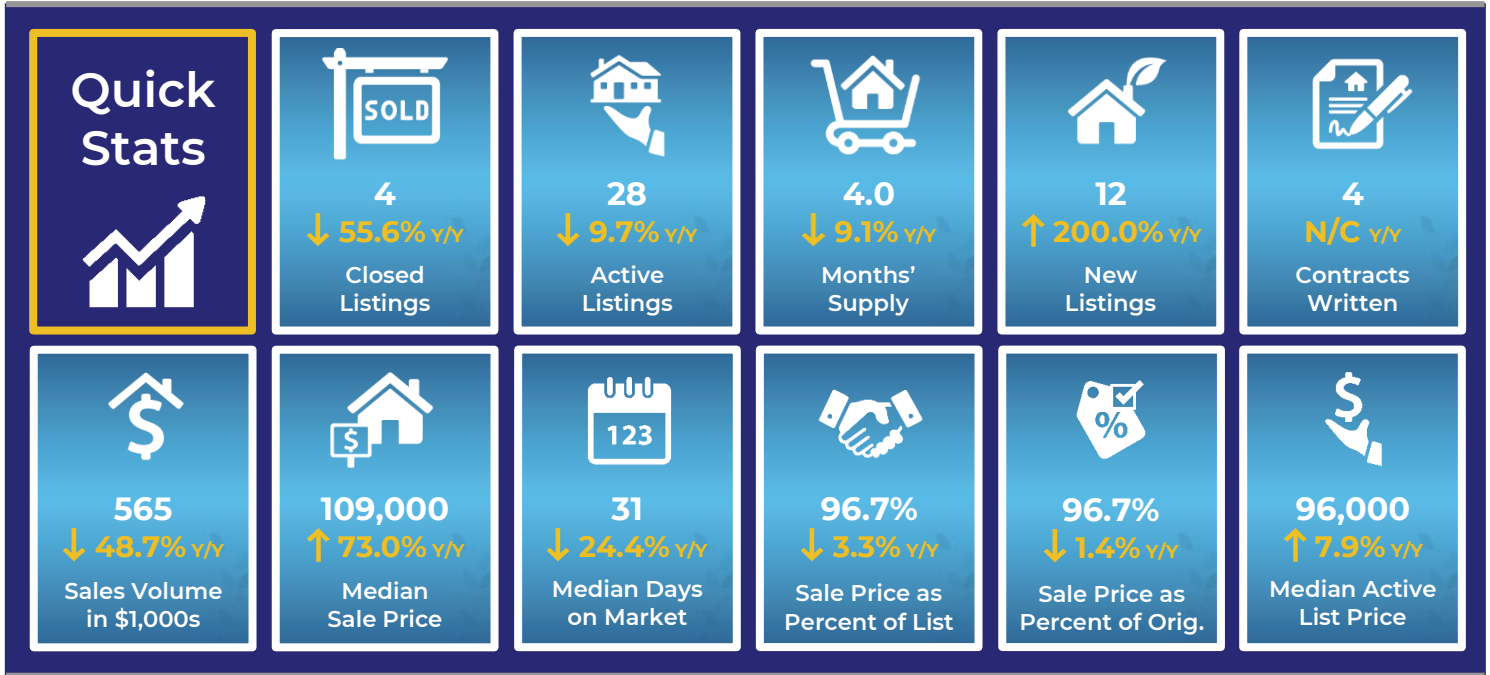 Quick
Stats
SOLD
4
↓ 55.6% Y/Y
Closed
Listings
28
↓ 9.7% Y/Y
Active
Listings
4.0
↓ 9.1% Y/Y
Months’
Supply
12
↑ 200.0% Y/Y
New
Listings
4
N/C Y/Y
Contracts
Written
$
565
↓ 48.7% Y/Y
Sales Volume
in $1,000s
$
109,000
↑ 73.0% Y/Y
Median
Sale Price
123
31
↓ 24.4% Y/Y
Median Days
on Market
96.7%
↓ 3.3% Y/Y
Sale Price as
Percent of List
%
96.7%
↓ 1.4% Y/Y
Sale Price as
Percent of Orig.
$
96,000
↑ 7.9% Y/Y
Median Active
List Price